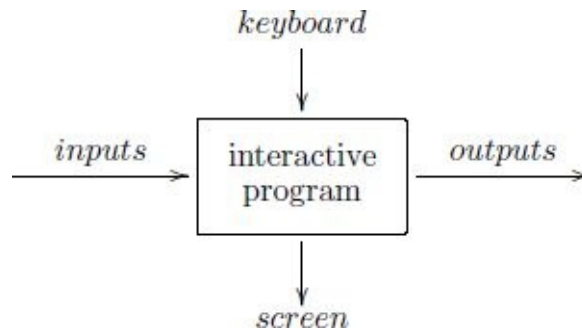 keyboard
inputs
interactive
program
outputs
screen